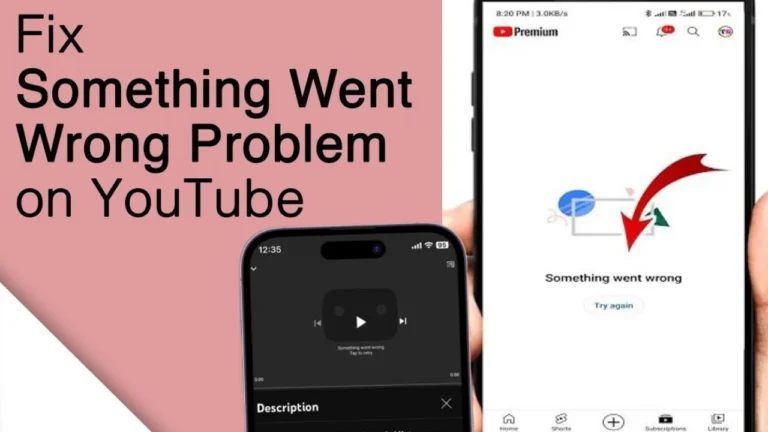 Fix
Something Went
Wrong Problem
on YouTube
8:20 PM | 3.0KB/s
17%
Premium
9+
Something went wrong
Try again
Home
Shorts
Subscriptions
Library
12:35
95
Something went wrong
Tap to retry
0:00
0:00
Description